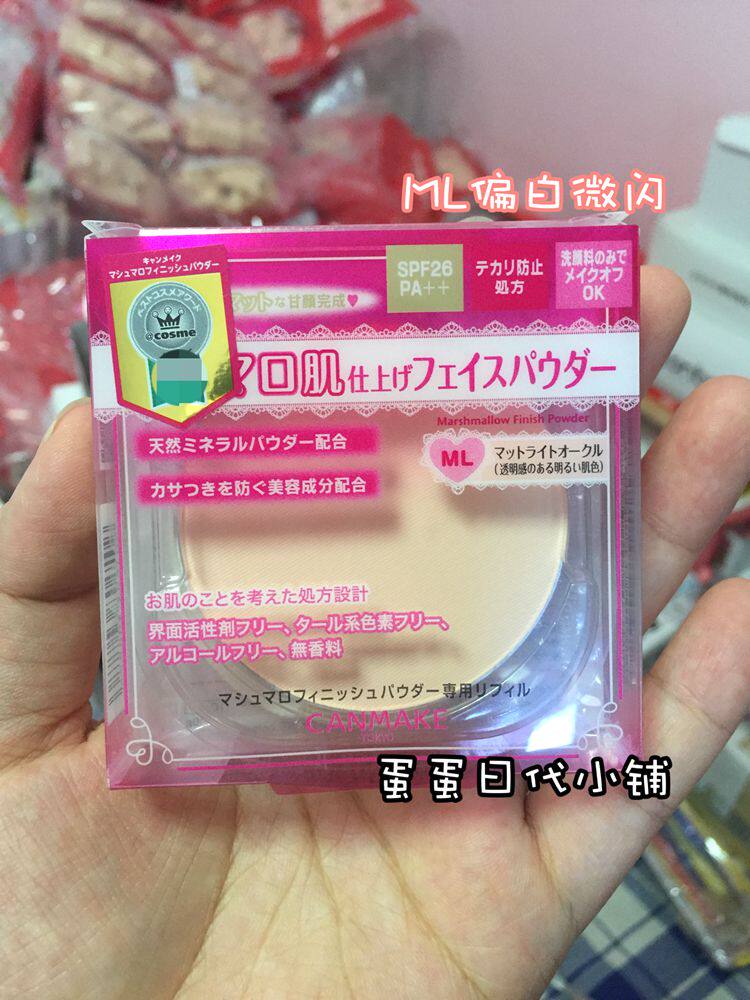 ML偏白微闪
キャンメイク
マシュマロフィニッシュパウダー
ベストコスメアワード
@cosme
マットな甘顔完成♥
SPF26
PA++
テカリ防止
処方
洗顔料のみで
メイクオフ
OK
マロ肌仕上げフェイスパウダー
Marshmallow Finish Powder
天然ミネラルパウダー配合
カサつきを防ぐ美容成分配合
ML
マットライトオークル
(透明感のある明るい肌色)
お肌のことを考えた処方設計
界面活性剤フリー、タール系色素フリー、
アルコールフリー、無香料
マシュマロフィニッシュパウダー専用リフィル
CANMAKE
TOKYO
蛋蛋日代小铺